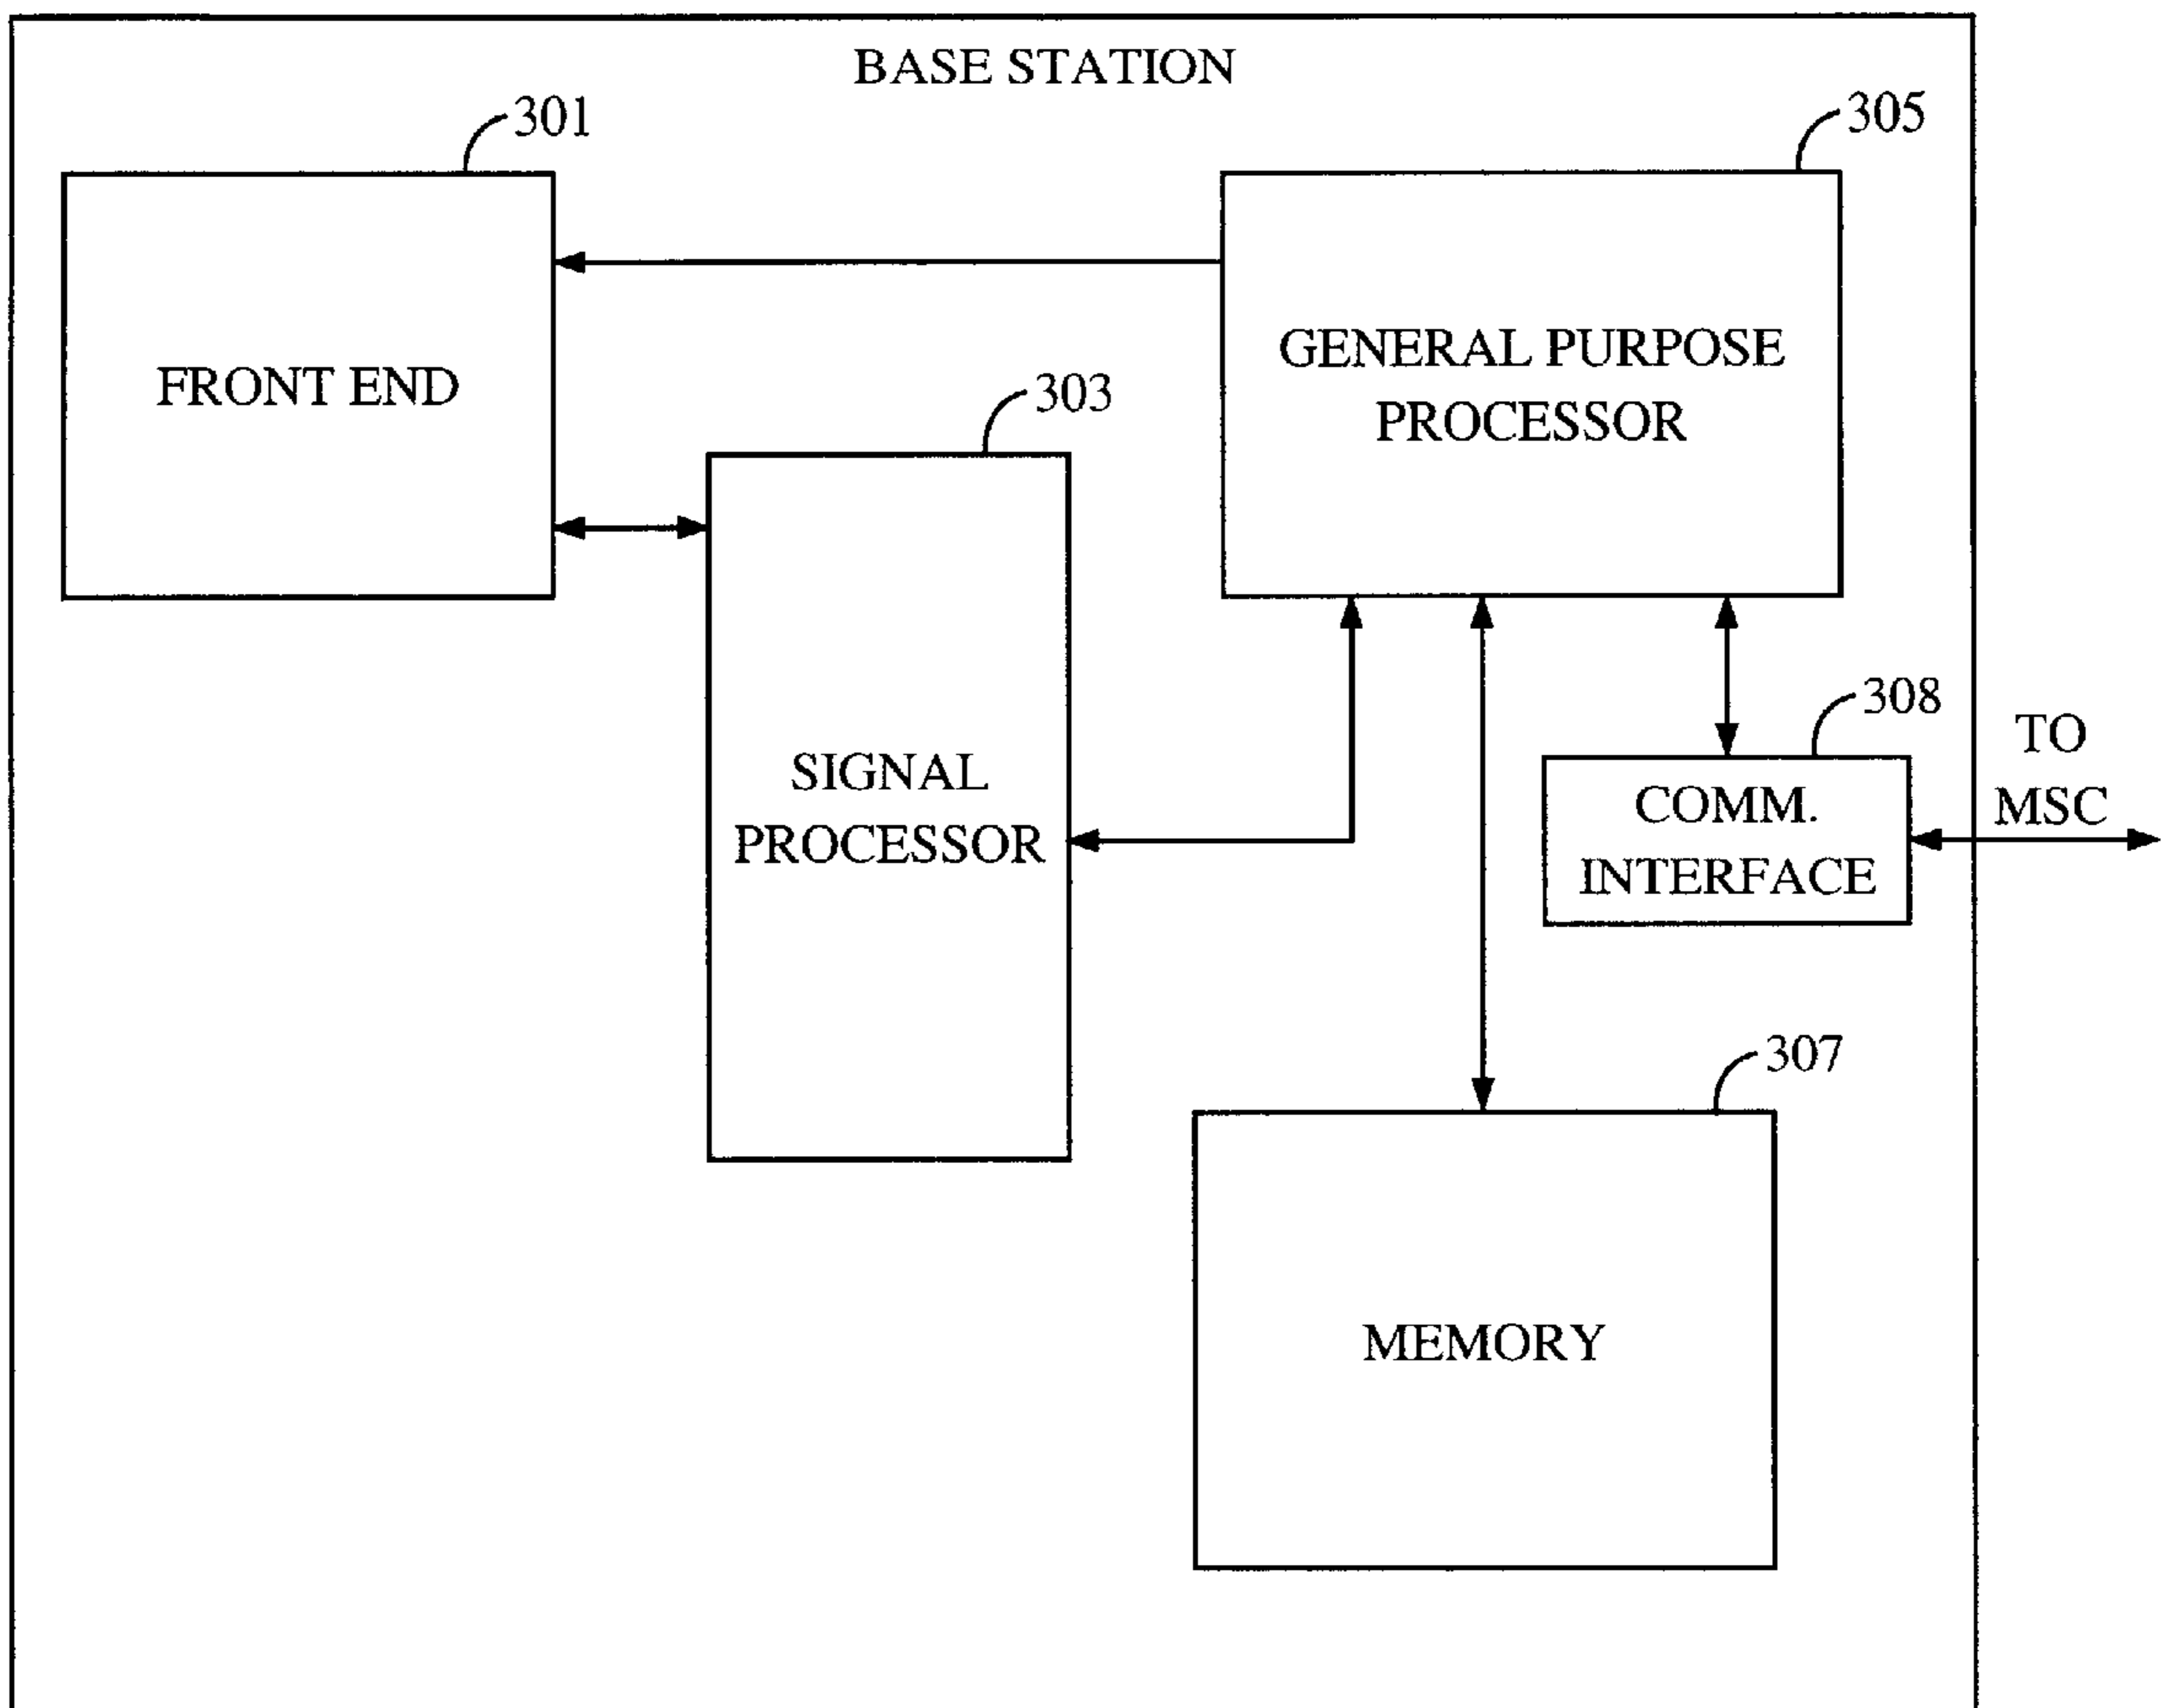 BASE STATION
301
305
FRONT END
GENERAL PURPOSE
PROCESSOR
303
SIGNAL
PROCESSOR
308
TO
MSC
COMM.
INTERFACE
307
MEMORY